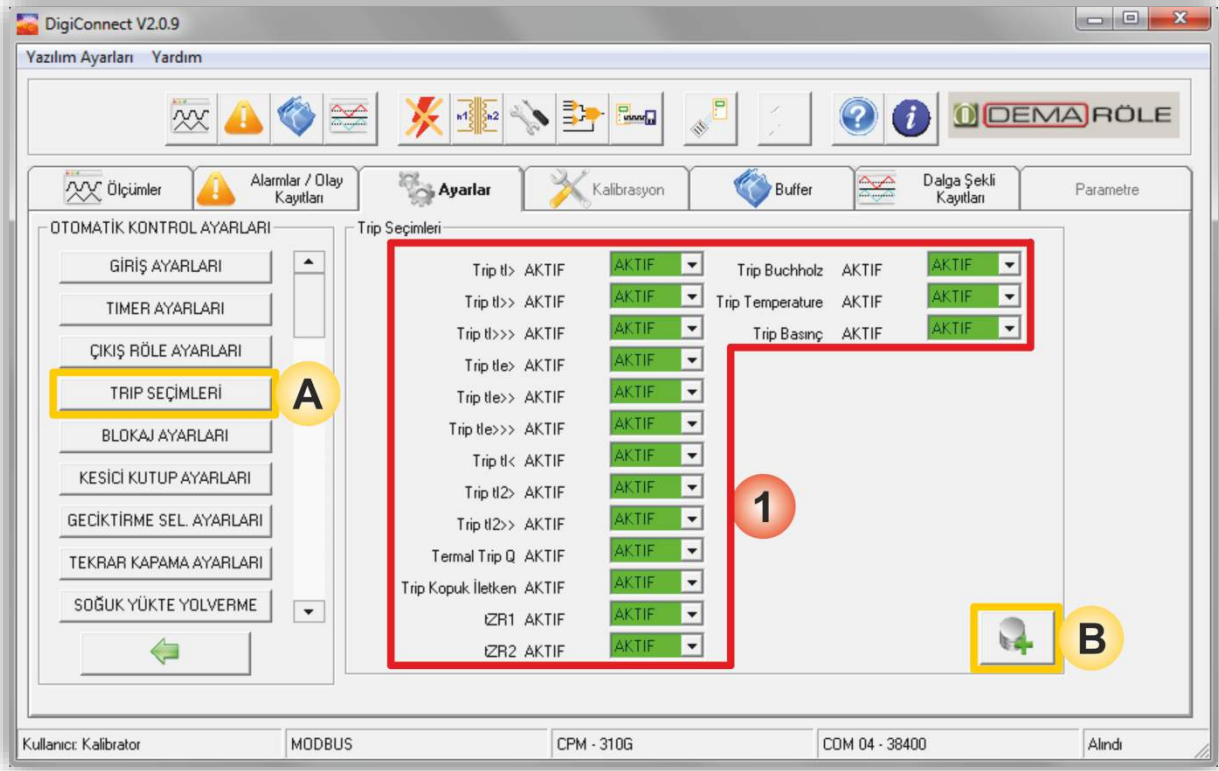 DigiConnect V2.0.9
Yazılım Ayarları Yardım
n1 n2
DEMA RÖLE
Ölçümler
Alarmlar / Olay
Kayıtları
Ayarlar
Kalibrasyon
Buffer
Dalga Şekli
Kayıtları
Parametre
OTOMATİK KONTROL AYARLARI
GİRİŞ AYARLARI
TIMER AYARLARI
ÇIKIŞ RÖLE AYARLARI
TRIP SEÇİMLERİ
BLOKAJ AYARLARI
KESİCİ KUTUP AYARLARI
GECİKTİRME SEL. AYARLARI
TEKRAR KAPAMA AYARLARI
SOĞUK YÜKTE YOLVERME
A
Trip Seçimleri
Trip tI> AKTIF AKTIF
Trip tI>> AKTIF AKTIF
Trip tI>>> AKTIF AKTIF
Trip tIe> AKTIF AKTIF
Trip tIe>> AKTIF AKTIF
Trip tIe>>> AKTIF AKTIF
Trip tI< AKTIF AKTIF
Trip tI2> AKTIF AKTIF
Trip tI2>> AKTIF AKTIF
Termal Trip Q AKTIF AKTIF
Trip Kopuk İletken AKTIF AKTIF
tZR1 AKTIF AKTIF
tZR2 AKTIF AKTIF
Trip Buchholz AKTIF AKTIF
Trip Temperature AKTIF AKTIF
Trip Basınç AKTIF AKTIF
1
B
Kullanıcı: Kalibrator
MODBUS
CPM - 310G
COM 04 - 38400
Alındı